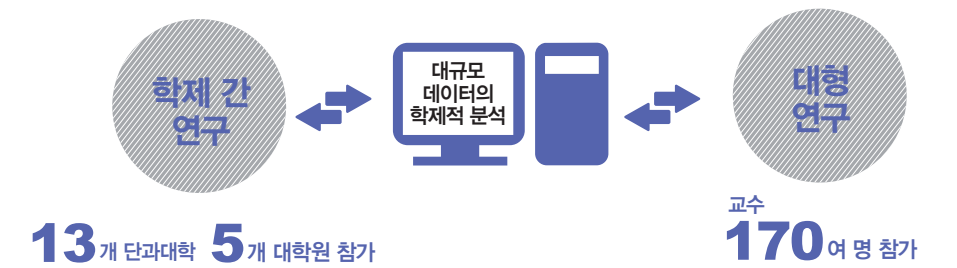 학제 간
연구
대규모
데이터의
학제적 분석
대형
연구
13개 단과대학 5개 대학원 참가
교수
170여 명 참가